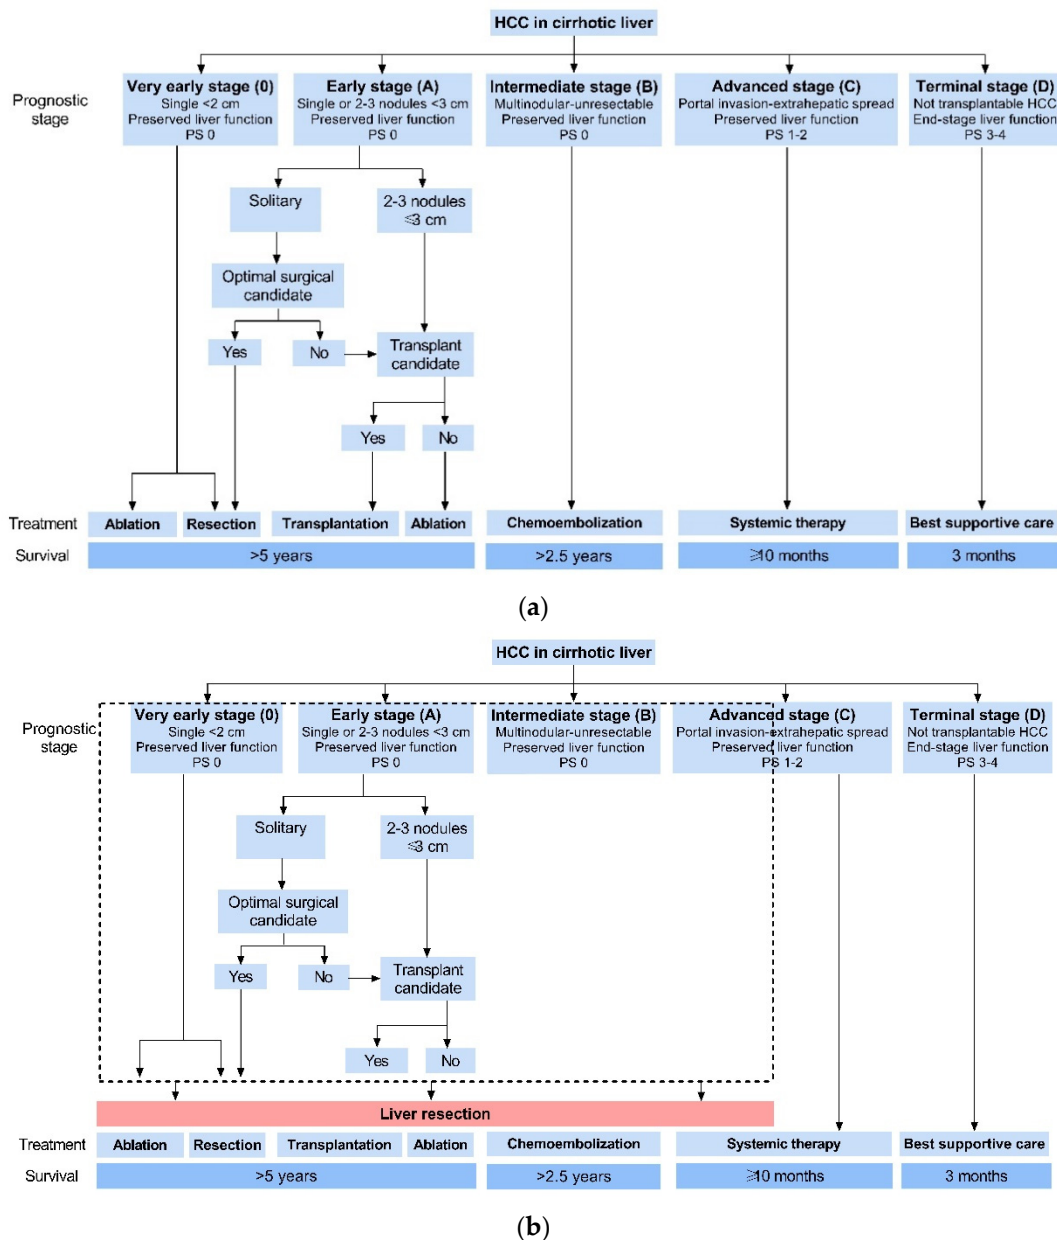 HCC in cirrhotic liver
Prognostic
stage
Very early stage (0)
Single <2 cm
Preserved liver function
PS 0
Early stage (A)
Single or 2-3 nodules <3 cm
Preserved liver function
PS 0
Intermediate stage (B)
Multinodular-unresectable
Preserved liver function
PS 0
Advanced stage (C)
Portal invasion-extrahepatic spread
Preserved liver function
PS 1-2
Terminal stage (D)
Not transplantable HCC
End-stage liver function
PS 3-4
Solitary
2-3 nodules
≤3 cm
Optimal surgical
candidate
Yes
No
Transplant
candidate
Yes
No
Treatment
Ablation
Resection
Transplantation
Ablation
Chemoembolization
Systemic therapy
Best supportive care
Survival
>5 years
>2.5 years
≥10 months
3 months
(a)
HCC in cirrhotic liver
Prognostic
stage
Very early stage (0)
Single <2 cm
Preserved liver function
PS 0
Early stage (A)
Single or 2-3 nodules <3 cm
Preserved liver function
PS 0
Intermediate stage (B)
Multinodular-unresectable
Preserved liver function
PS 0
Advanced stage (C)
Portal invasion-extrahepatic spread
Preserved liver function
PS 1-2
Terminal stage (D)
Not transplantable HCC
End-stage liver function
PS 3-4
Solitary
2-3 nodules
≤3 cm
Optimal surgical
candidate
Yes
No
Transplant
candidate
Yes
No
Liver resection
Treatment
Ablation
Resection
Transplantation
Ablation
Chemoembolization
Systemic therapy
Best supportive care
Survival
>5 years
>2.5 years
≥10 months
3 months
(b)